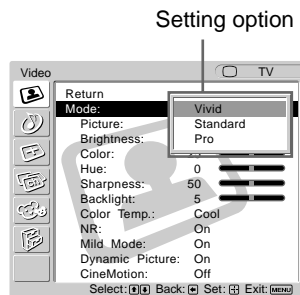 Setting option
Video TV
Return
Mode: Vivid
Picture: Standard
Brightness: Pro
Color:
Hue: 0
Sharpness: 50
Backlight: 5
Color Temp.: Cool
NR: On
Mild Mode: On
Dynamic Picture: On
CineMotion: Off
Select: Back: Set: Exit: MENU